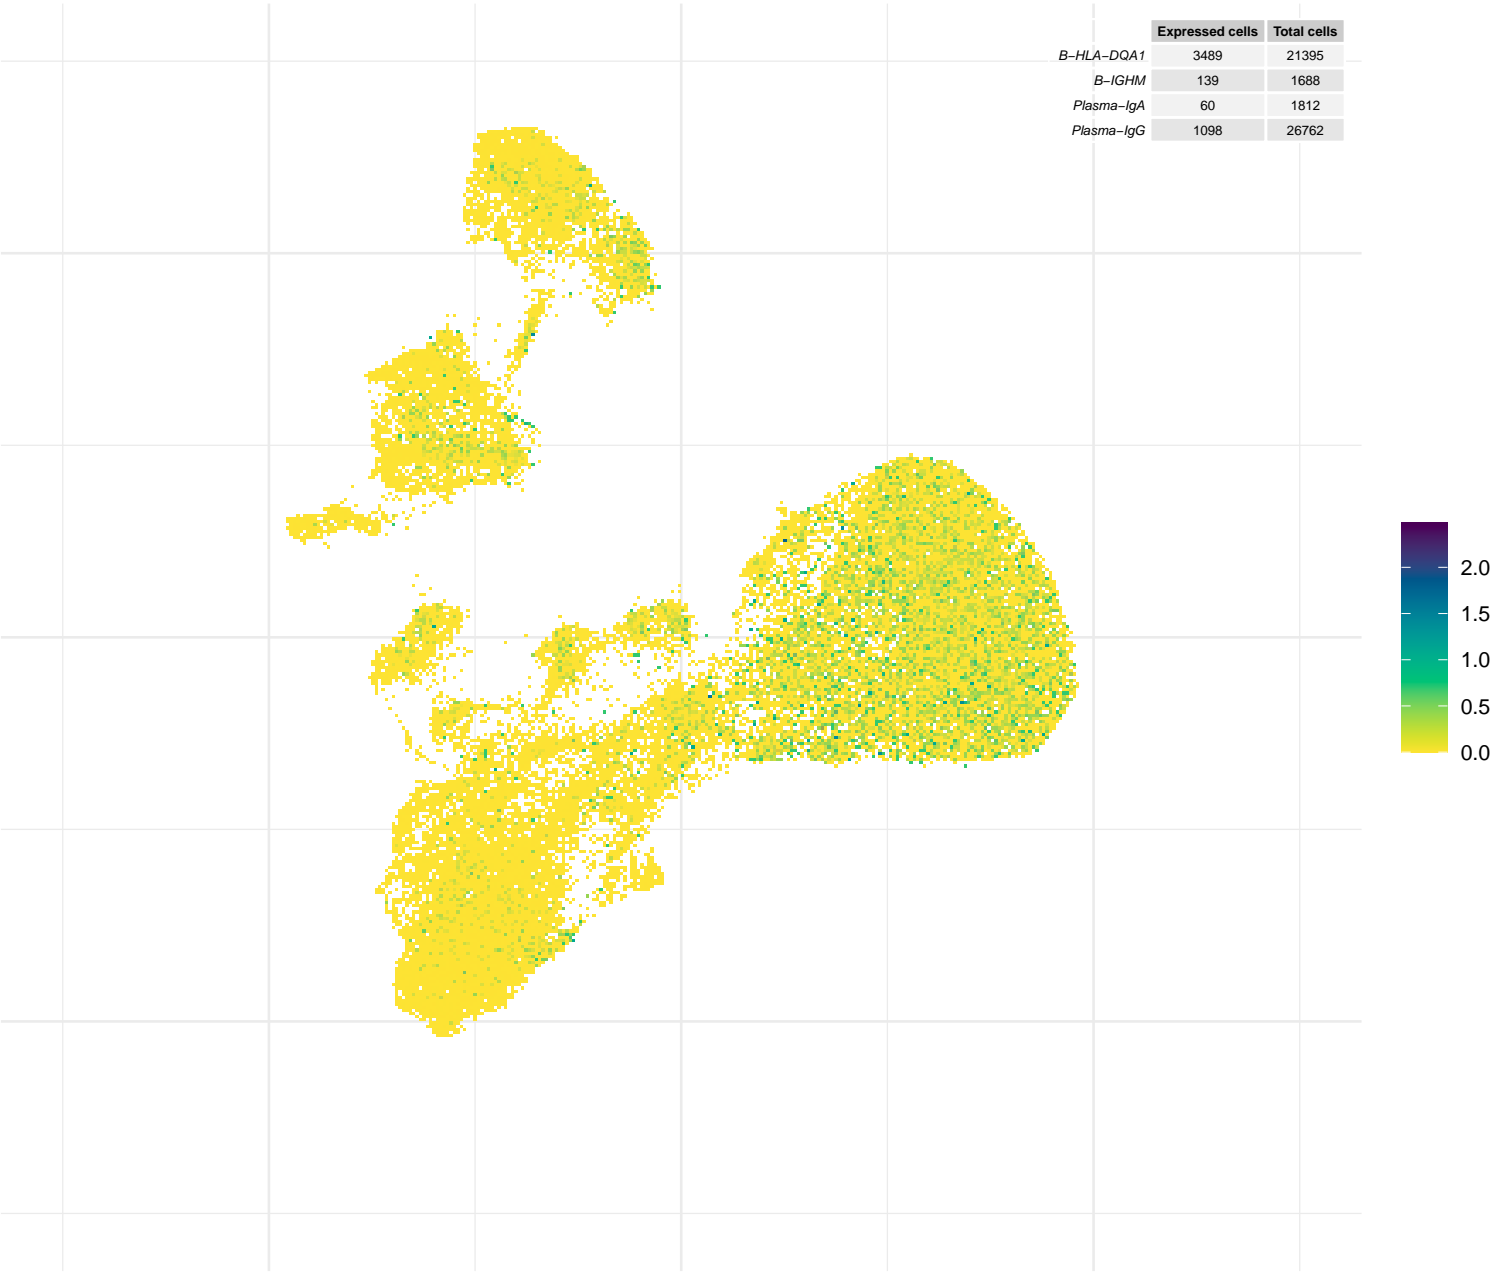 Expressed cells Total cells
B−HLA−DQA1 3489 21395
B−IGHM 139 1688
Plasma−IgA 60 1812
Plasma−IgG 1098 26762
2.0
1.5
1.0
0.5
0.0